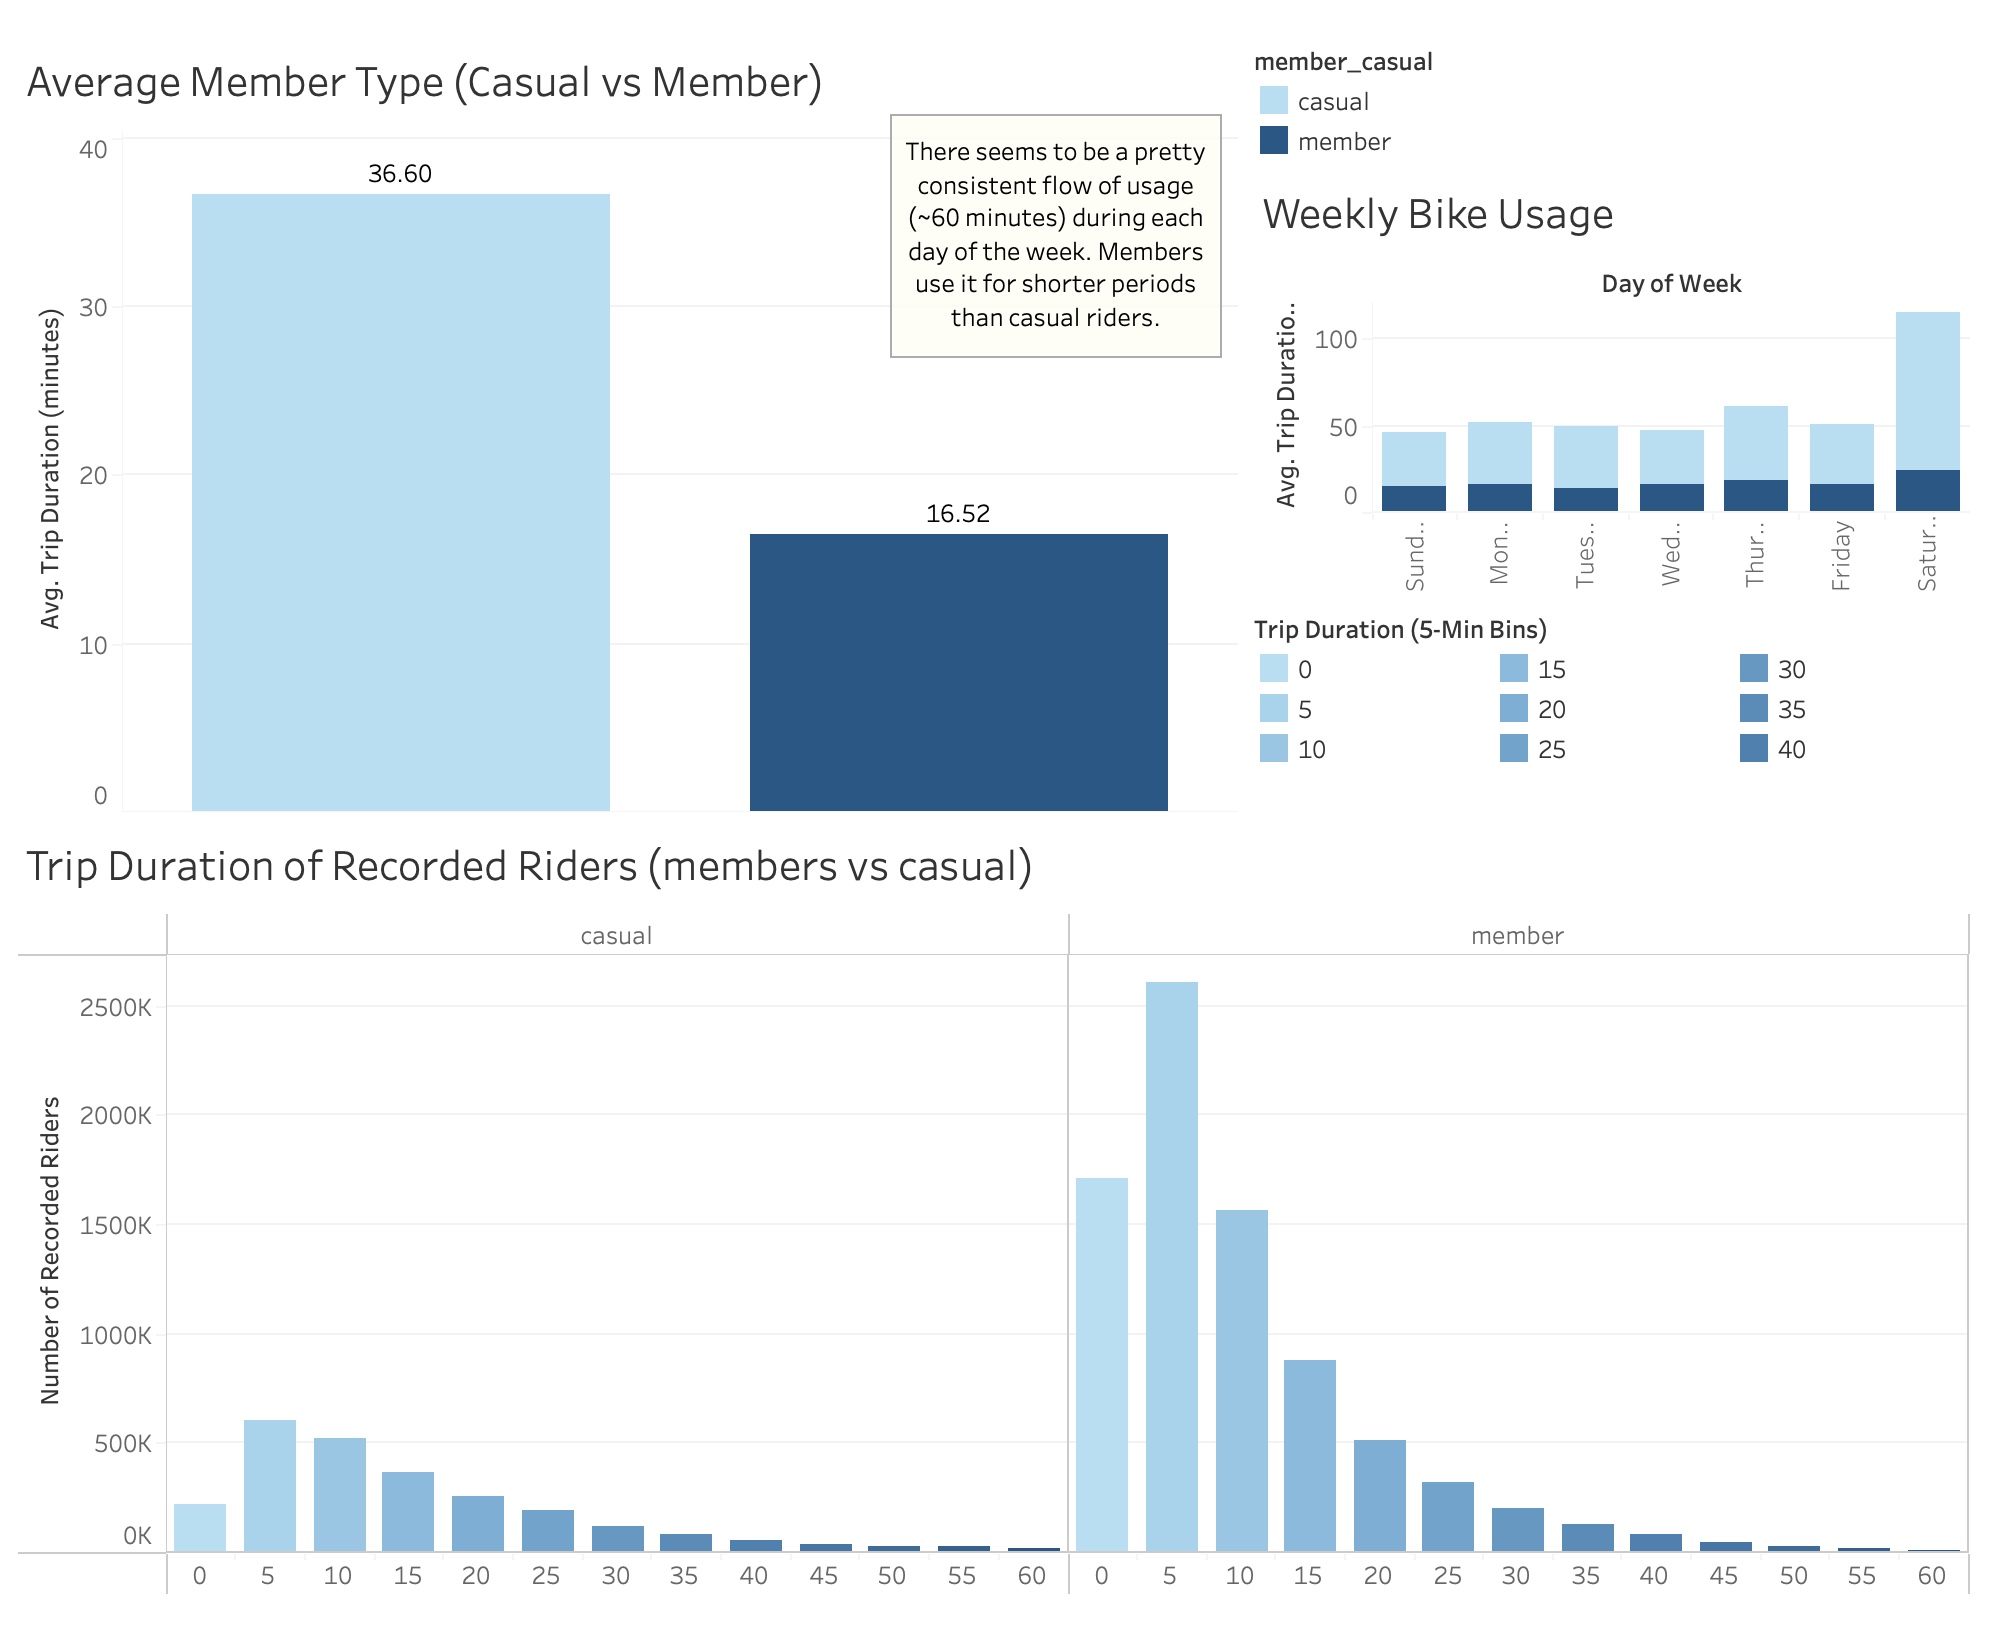 Average Member Type (Casual vs Member)
Avg. Trip Duration (minutes)
40
30
20
10
0
36.60
16.52
There seems to be a pretty
consistent flow of usage
(~60 minutes) during each
day of the week. Members
use it for shorter periods
than casual riders.
member_casual
casual
member
Weekly Bike Usage
Day of Week
Avg. Trip Duratio..
100
50
0
Sund..
Mon..
Tues..
Wed..
Thur..
Friday
Satur..
Trip Duration (5-Min Bins)
0
5
10
15
20
25
30
35
40
Trip Duration of Recorded Riders (members vs casual)
casual
member
Number of Recorded Riders
2500K
2000K
1500K
1000K
500K
0K
0 5 10 15 20 25 30 35 40 45 50 55 60
0 5 10 15 20 25 30 35 40 45 50 55 60